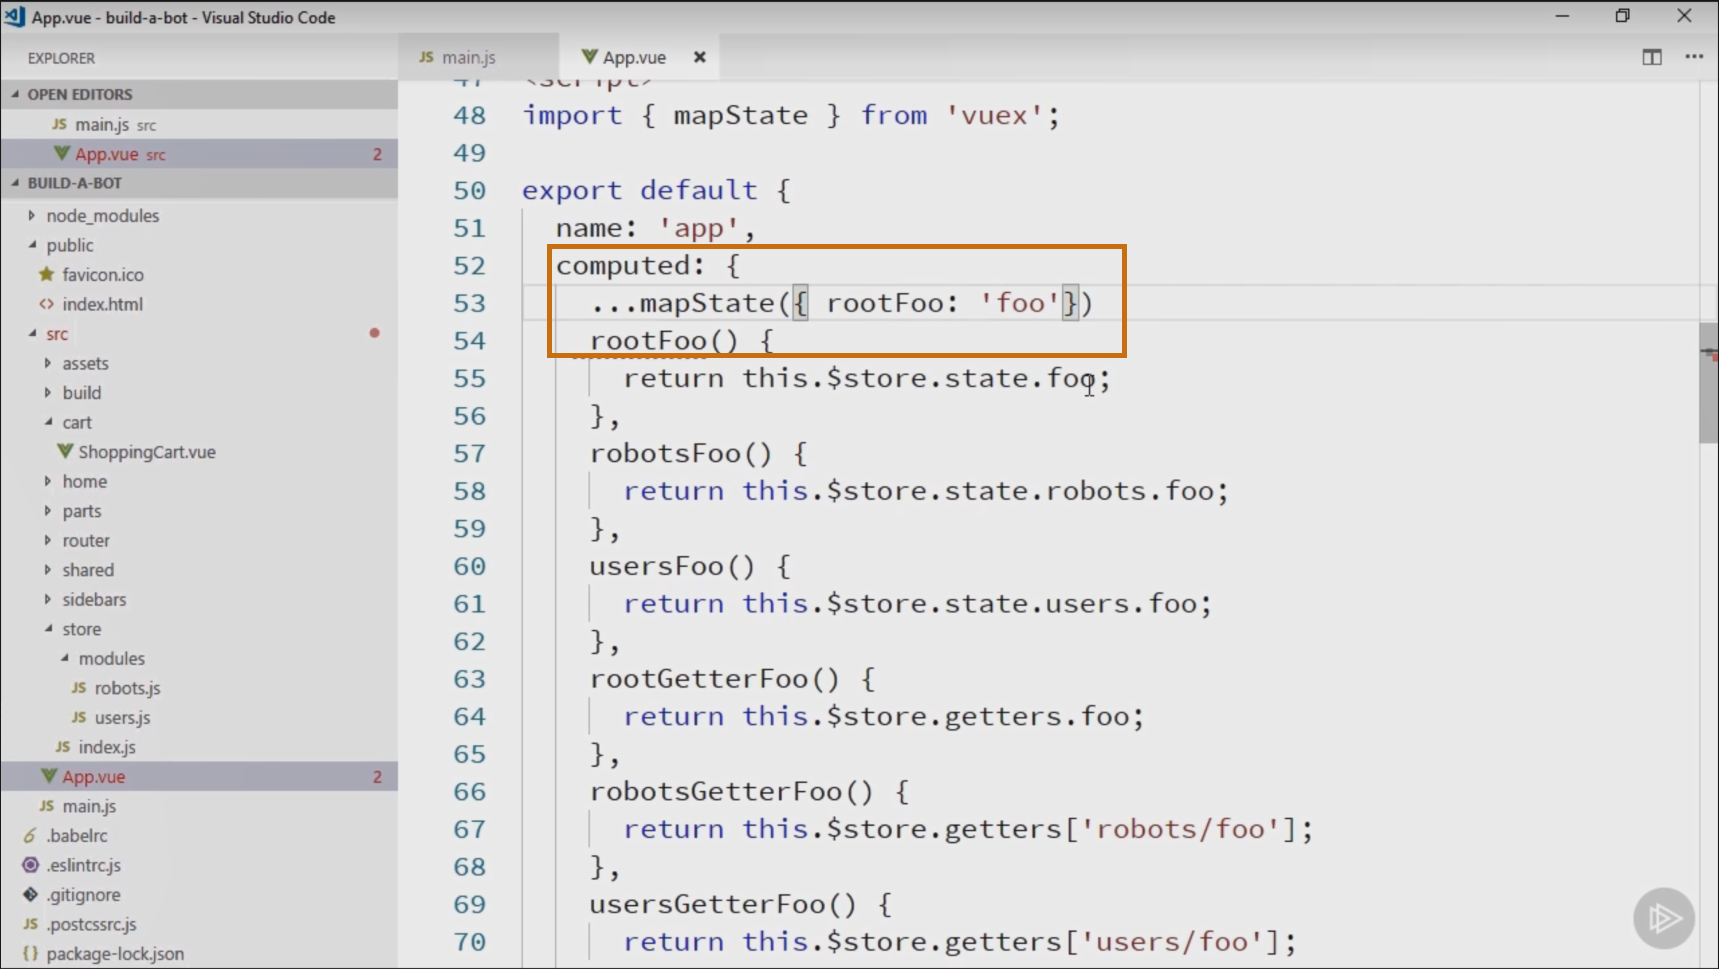 App.vue - build-a-bot - Visual Studio Code
EXPLORER
OPEN EDITORS
JS main.js src
App.vue src 2
BUILD-A-BOT
node_modules
public
favicon.ico
<> index.html
src
assets
build
cart
ShoppingCart.vue
home
parts
router
shared
sidebars
store
modules
JS robots.js
JS users.js
JS index.js
App.vue 2
JS main.js
.babelrc
.eslintrc.js
.gitignore
JS .postcssrc.js
{} package-lock.json
JS main.js
App.vue
47 <script>
48 import { mapState } from 'vuex';
49
50 export default {
51 name: 'app',
52 computed: {
53 ...mapState({ rootFoo: 'foo'})
54 rootFoo() {
55 return this.$store.state.foo;
56 },
57 robotsFoo() {
58 return this.$store.state.robots.foo;
59 },
60 usersFoo() {
61 return this.$store.state.users.foo;
62 },
63 rootGetterFoo() {
64 return this.$store.getters.foo;
65 },
66 robotsGetterFoo() {
67 return this.$store.getters['robots/foo'];
68 },
69 usersGetterFoo() {
70 return this.$store.getters['users/foo'];